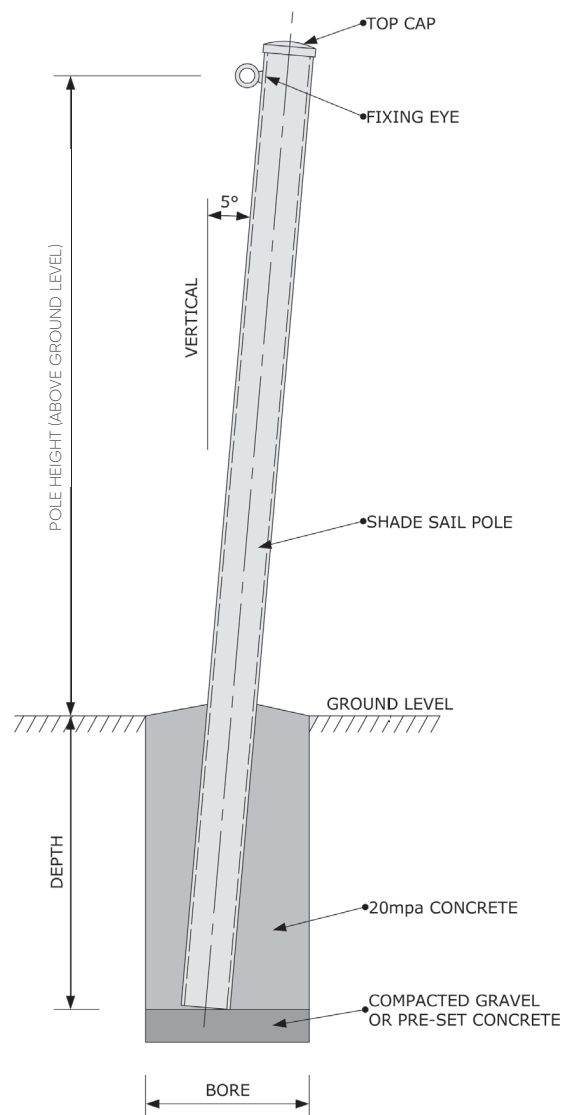 TOP CAP
FIXING EYE
5°
VERTICAL
POLE HEIGHT (ABOVE GROUND LEVEL)
SHADE SAIL POLE
GROUND LEVEL
DEPTH
20mpa CONCRETE
COMPACTED GRAVEL
OR PRE-SET CONCRETE
BORE